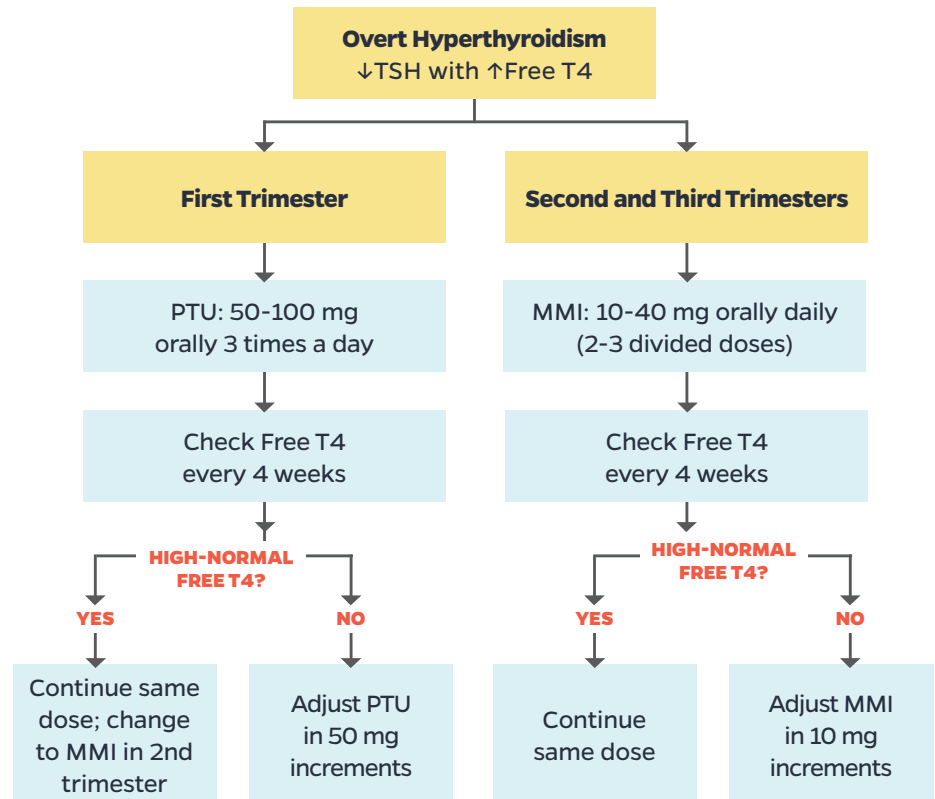 Overt Hyperthyroidism
↓TSH with ↑Free T4
First Trimester
PTU: 50-100 mg
orally 3 times a day
Check Free T4
every 4 weeks
HIGH-NORMAL
FREE T4?
YES
NO
Continue same
dose; change
to MMI in 2nd
trimester
Adjust PTU
in 50 mg
increments
Second and Third Trimesters
MMI: 10-40 mg orally daily
(2-3 divided doses)
Check Free T4
every 4 weeks
HIGH-NORMAL
FREE T4?
YES
NO
Continue
same dose
Adjust MMI
in 10 mg
increments